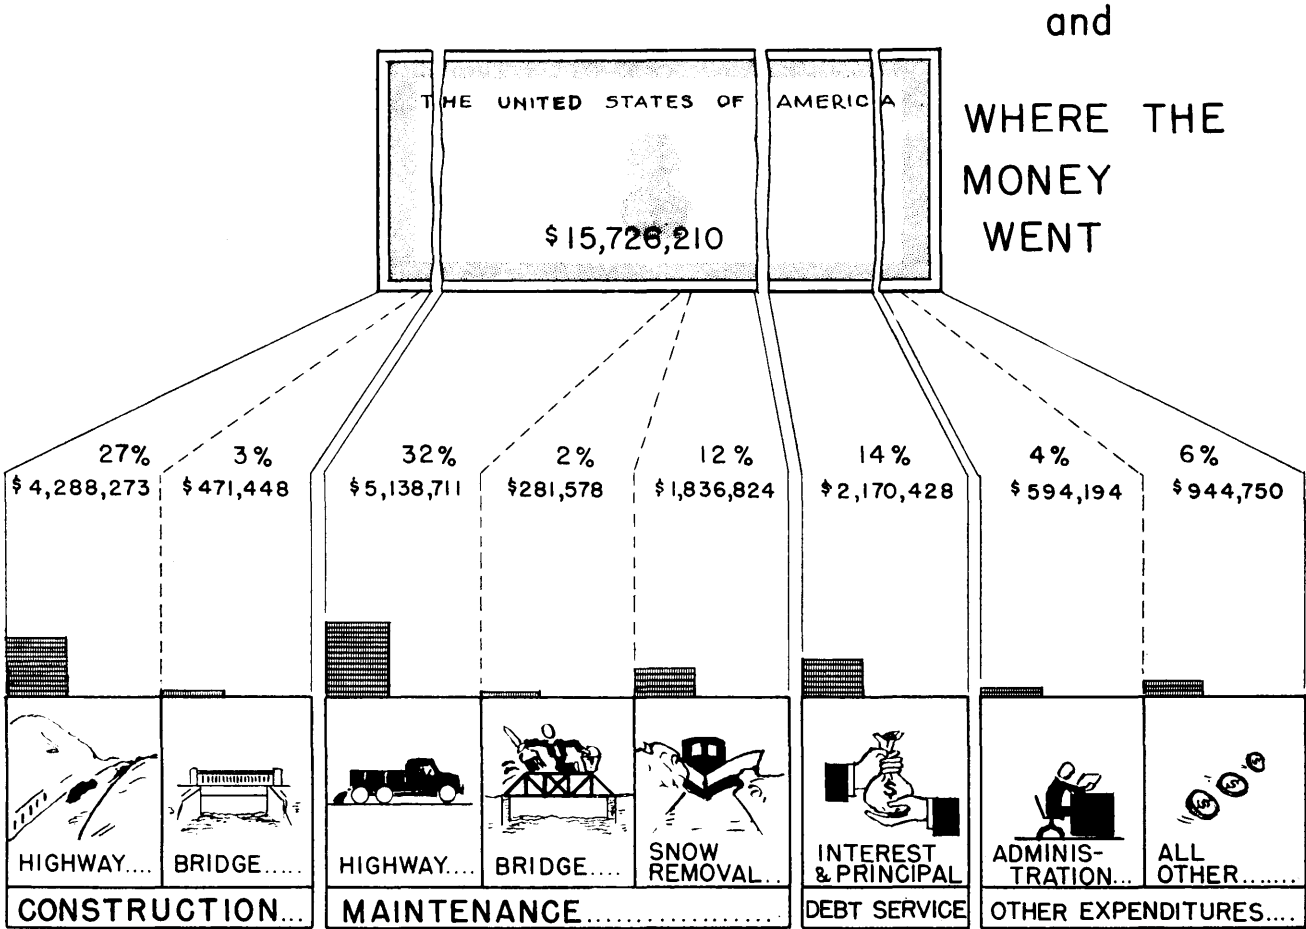 and
WHERE THE
MONEY
WENT
THE UNITED STATES OF AMERICA
$15,726,210
27% 3% 32% 2% 12% 14% 4% 6%
$4,288,273 $471,448 $5,138,711 $281,578 $1,836,824 $2,170,428 $594,194 $944,750
HIGHWAY....
BRIDGE.....
HIGHWAY....
BRIDGE....
SNOW
REMOVAL..
INTEREST
& PRINCIPAL
ADMINIS-
TRATION...
ALL
OTHER.......
CONSTRUCTION...
MAINTENANCE..................
DEBT SERVICE
OTHER EXPENDITURES....